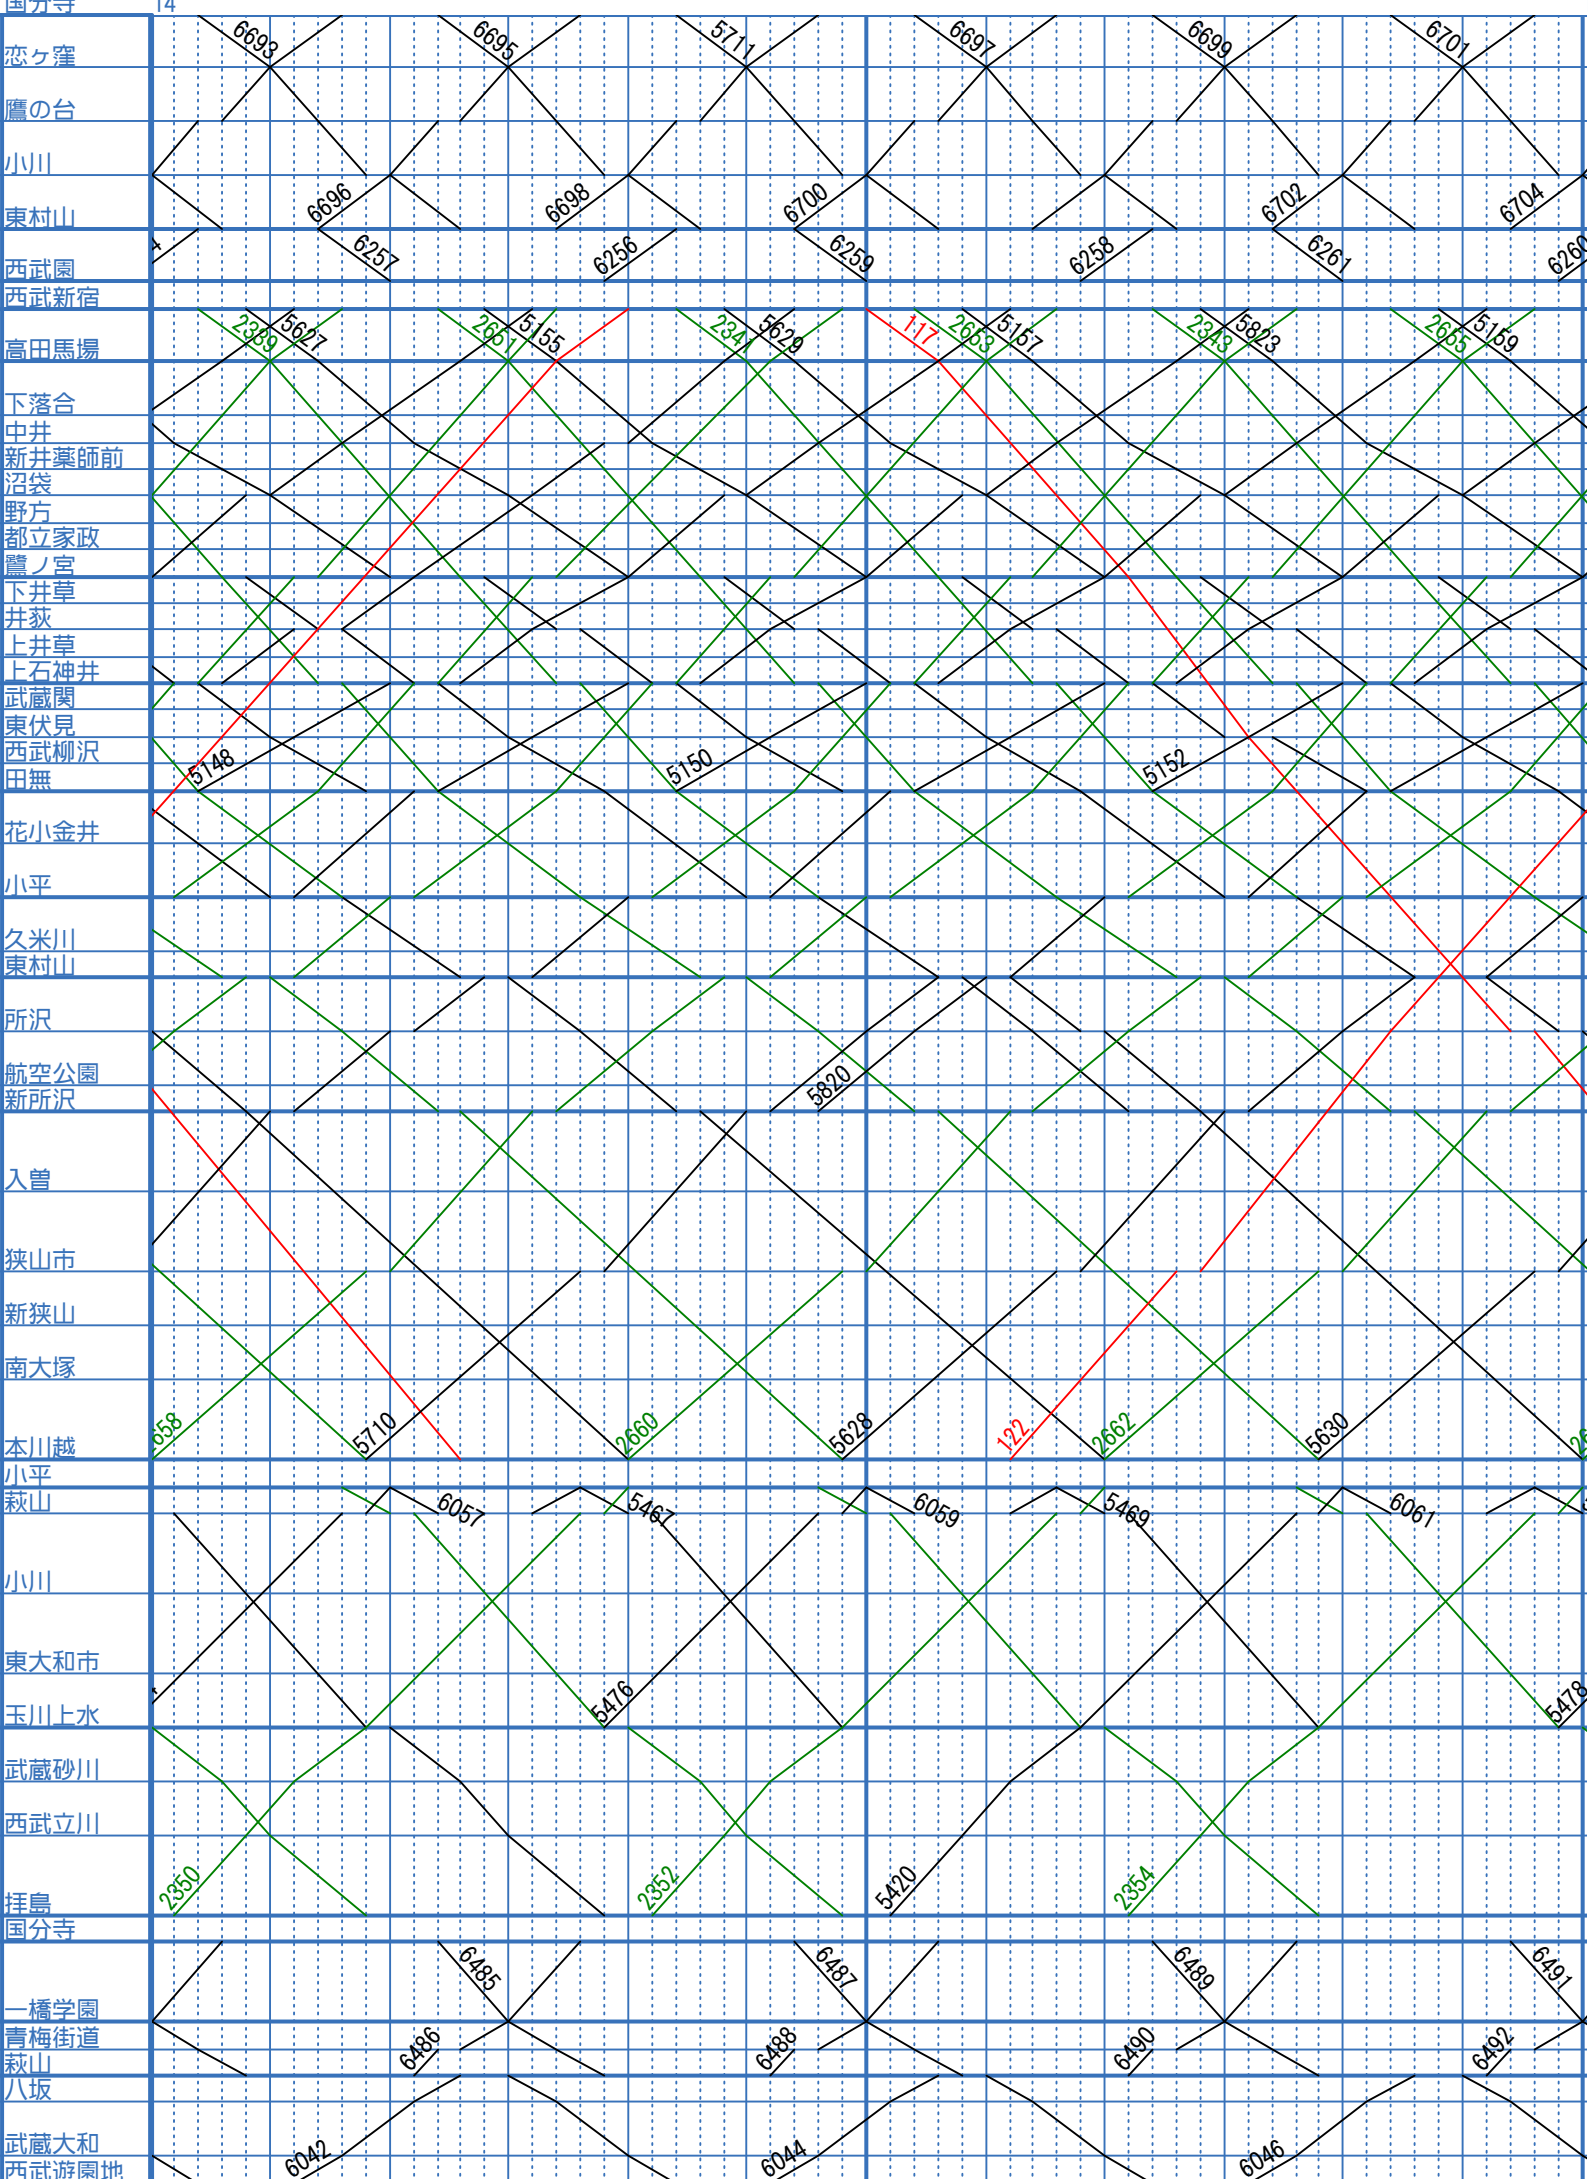 国分寺 14
恋ヶ窪 6693 6695 5711 6697 6699 6701
鷹の台
小川
東村山 6696 6698 6700 6702 6704
西武園 6257 6256 6259 6258 6261 6260
西武新宿
高田馬場 2339 5627 2651 5155 2341 5629 117 2663 5157 2343 5823 2665 5159
下落合
中井
新井薬師前
沼袋
野方
都立家政
鷺ノ宮
下井草
井荻
上井草
上石神井
武蔵関
東伏見
西武柳沢
田無 5148 5150 5152
花小金井
小平
久米川
東村山
所沢
航空公園
新所沢 5820
入曽
狭山市
新狭山
南大塚
本川越 658 5710 2660 5628 122 2662 5630 26
小平
萩山 6057 5467 6059 5469 6061
小川
東大和市
玉川上水 5476 5478
武蔵砂川
西武立川
拝島 2350 2352 5420 2354
国分寺
一橋学園 6485 6487 6489 6491
青梅街道
萩山 6486 6488 6490 6492
八坂
武蔵大和
西武遊園地 6042 6044 6046